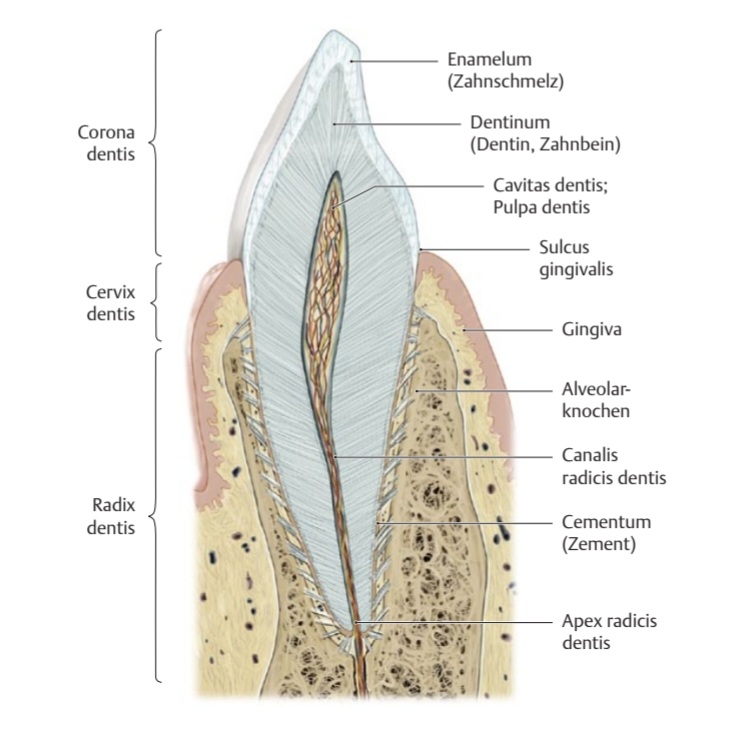 Corona
dentis
Cervix
dentis
Radix
dentis
Enamelum
(Zahnschmelz)
Dentinum
(Dentin, Zahnbein)
Cavitas dentis;
Pulpa dentis
Sulcus
gingivalis
Gingiva
Alveolar-
knochen
Canalis
radicis dentis
Cementum
(Zement)
Apex radicis
dentis